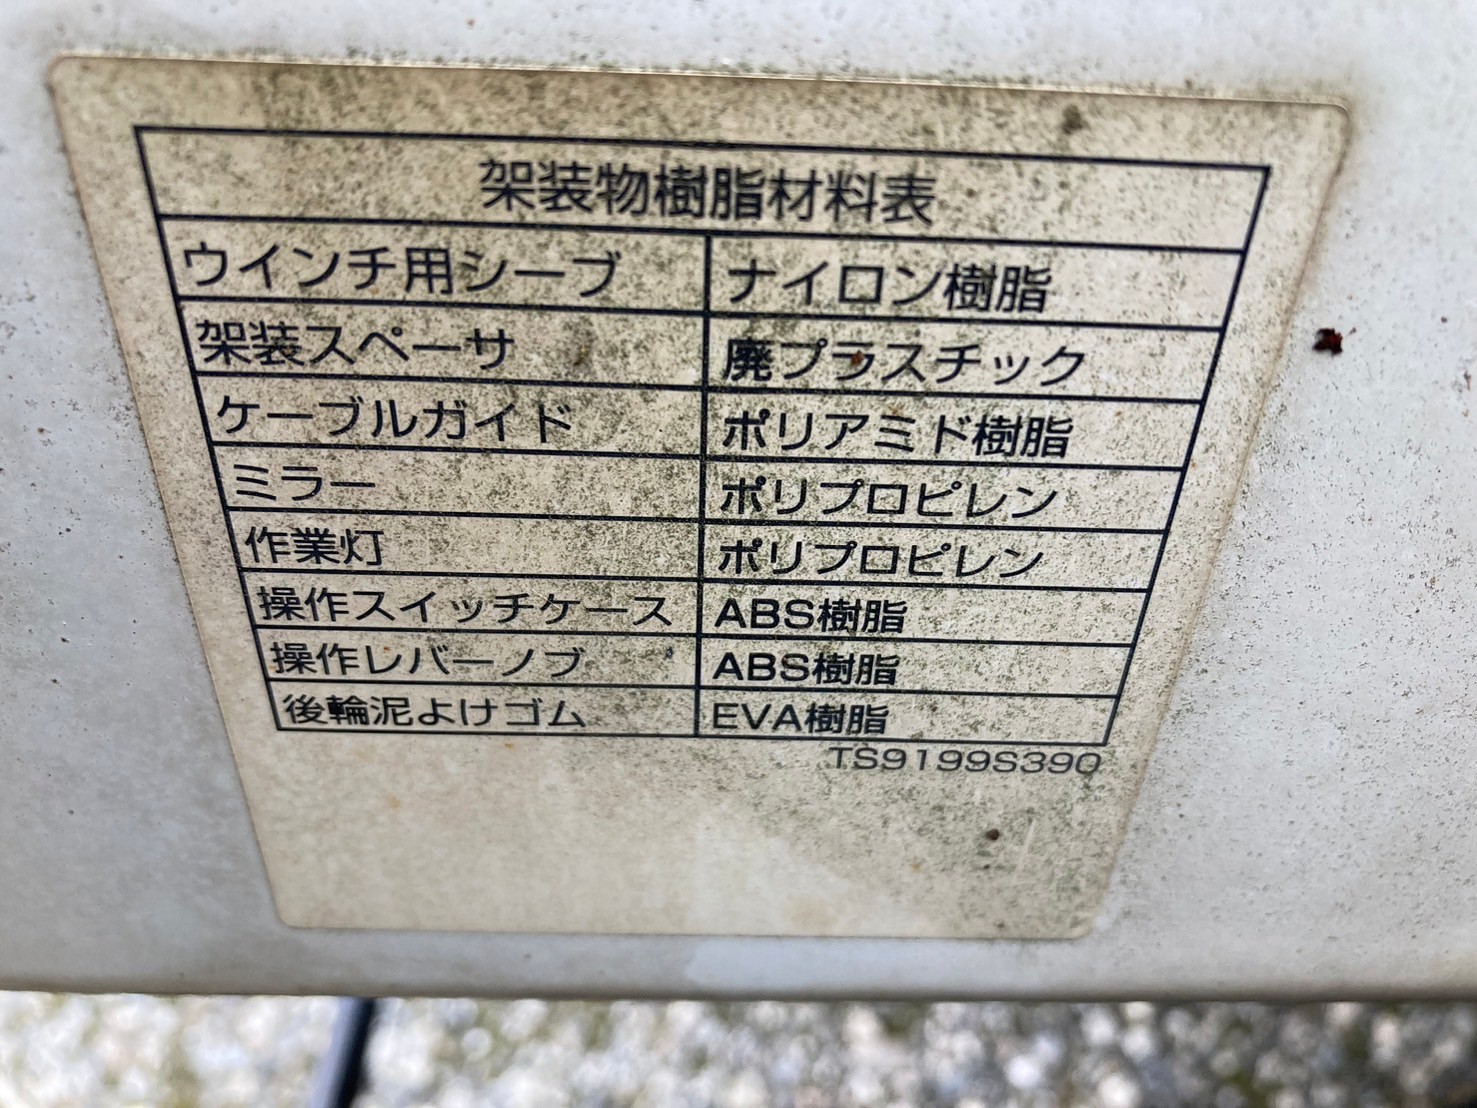 架装物樹脂材料表
ウインチ用シーブ ナイロン樹脂
架装スペーサ 廃プラスチック
ケーブルガイド ポリアミド樹脂
ミラー ポリプロピレン
作業灯 ポリプロピレン
操作スイッチケース ABS樹脂
操作レバーノブ ABS樹脂
後輪泥よけゴム EVA樹脂
TS9199S390